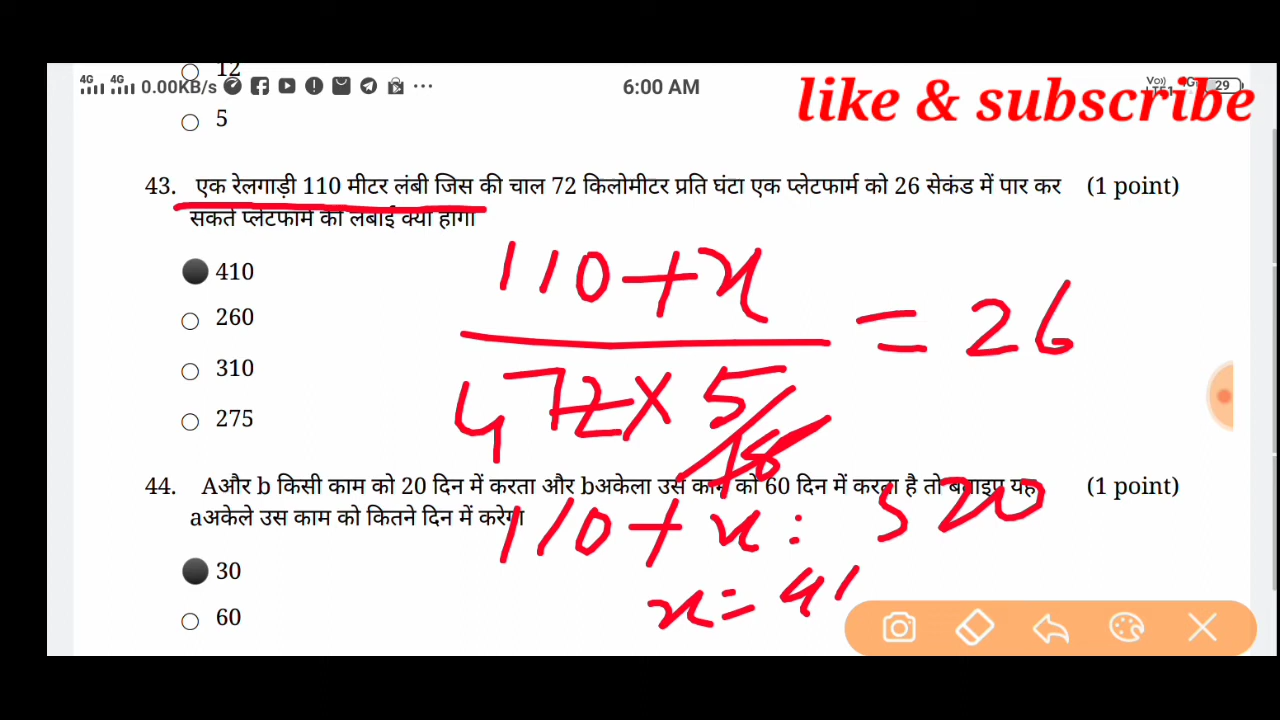 12
4G 4G 0.00KB/s ... 6:00 AM 4G 29
like & subscribe
5
43. एक रेलगाड़ी 110 मीटर लंबी जिस की चाल 72 किलोमीटर प्रति घंटा एक प्लेटफार्म को 26 सेकंड में पार कर (1 point)
सकते प्लेटफार्म की लंबाई क्या होगी
410
260
310
275
110+x
= 26
4 72 x 5/18
44. Aऔर b किसी काम को 20 दिन में करता और bअकेला उस काम को 60 दिन में करता है तो बताइए यह (1 point)
aअकेले उस काम को कितने दिन में करेगा
110 + x : 520
30
x = 41
60